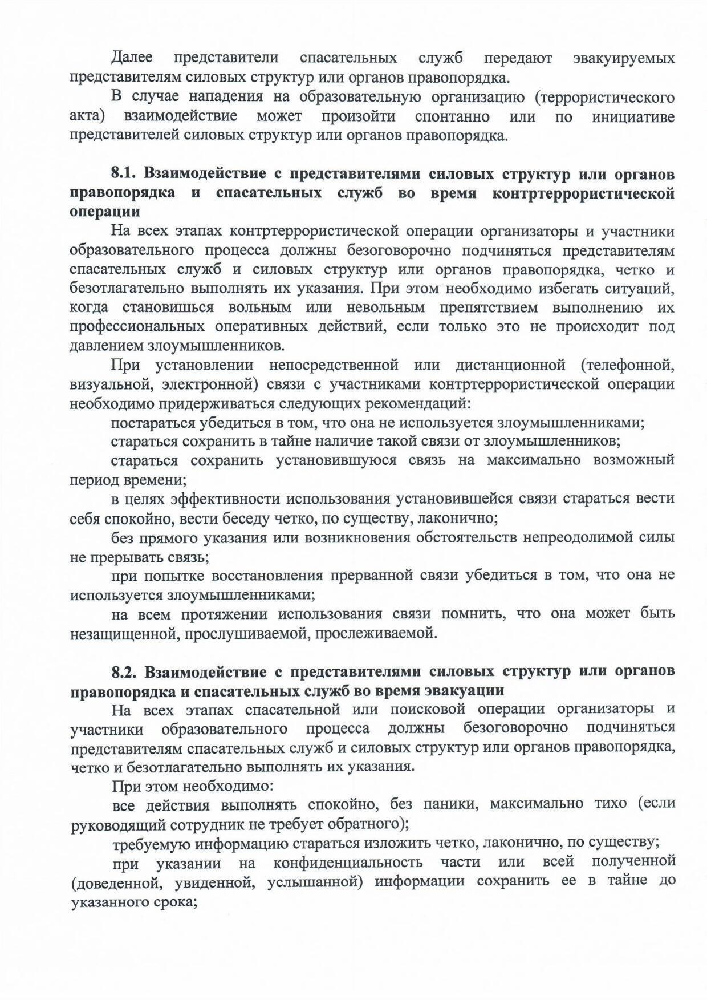 Далее представители спасательных служб передают эвакуируемых
представителям силовых структур или органов правопорядка.
В случае нападения на образовательную организацию (террористического
акта) взаимодействие может произойти спонтанно или по инициативе
представителей силовых структур или органов правопорядка.
8.1. Взаимодействие с представителями силовых структур или органов
правопорядка и спасательных служб во время контртеррористической
операции
На всех этапах контртеррористической операции организаторы и участники
образовательного процесса должны безоговорочно подчиняться представителям
спасательных служб и силовых структур или органов правопорядка, четко и
безотлагательно выполнять их указания. При этом необходимо избегать ситуаций,
когда становишься вольным или невольным препятствием выполнению их
профессиональных оперативных действий, если только это не происходит под
давлением злоумышленников.
При установлении непосредственной или дистанционной (телефонной,
визуальной, электронной) связи с участниками контртеррористической операции
необходимо придерживаться следующих рекомендаций:
постараться убедиться в том, что она не используется злоумышленниками;
стараться сохранить в тайне наличие такой связи от злоумышленников;
стараться сохранить установившуюся связь на максимально возможный
период времени;
в целях эффективности использования установившейся связи стараться вести
себя спокойно, вести беседу четко, по существу, лаконично;
без прямого указания или возникновения обстоятельств непреодолимой силы
не прерывать связь;
при попытке восстановления прерванной связи убедиться в том, что она не
используется злоумышленниками;
на всем протяжении использования связи помнить, что она может быть
незащищенной, прослушиваемой, прослеживаемой.
8.2. Взаимодействие с представителями силовых структур или органов
правопорядка и спасательных служб во время эвакуации
На всех этапах спасательной или поисковой операции организаторы и
участники образовательного процесса должны безоговорочно подчиняться
представителям спасательных служб и силовых структур или органов правопорядка,
четко и безотлагательно выполнять их указания.
При этом необходимо:
все действия выполнять спокойно, без паники, максимально тихо (если
руководящий сотрудник не требует обратного);
требуемую информацию стараться изложить четко, лаконично, по существу;
при указании на конфиденциальность части или всей полученной
(доведенной, увиденной, услышанной) информации сохранить ее в тайне до
указанного срока;